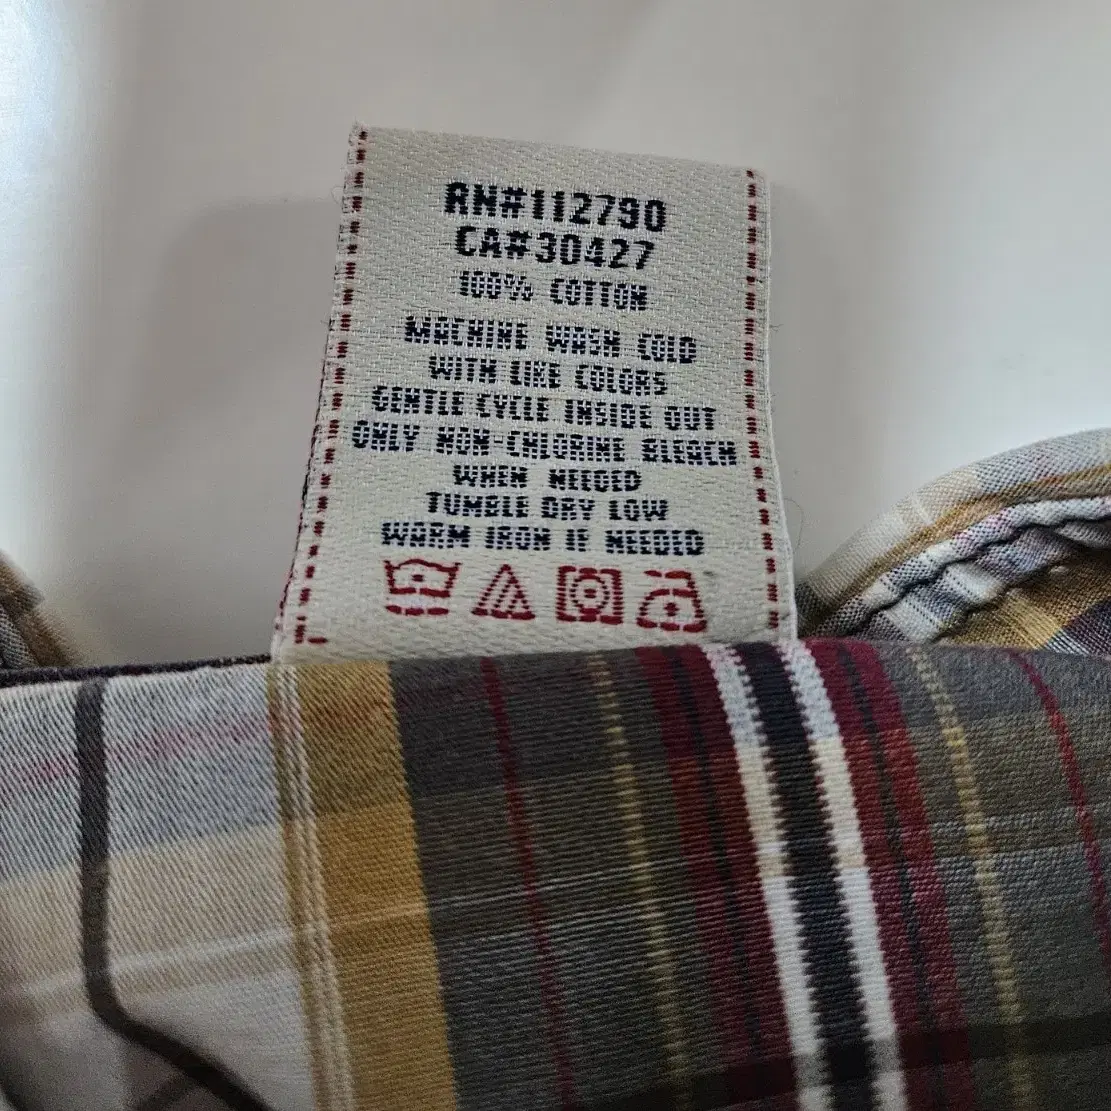 RN#112790
CA#30427
100% COTTON
MACHINE WASH COLD
WITH LIKE COLORS
GENTLE CYCLE INSIDE OUT
ONLY NON-CHLORINE BLEACH
WHEN NEEDED
TUMBLE DRY LOW
WARM IRON IF NEEDED